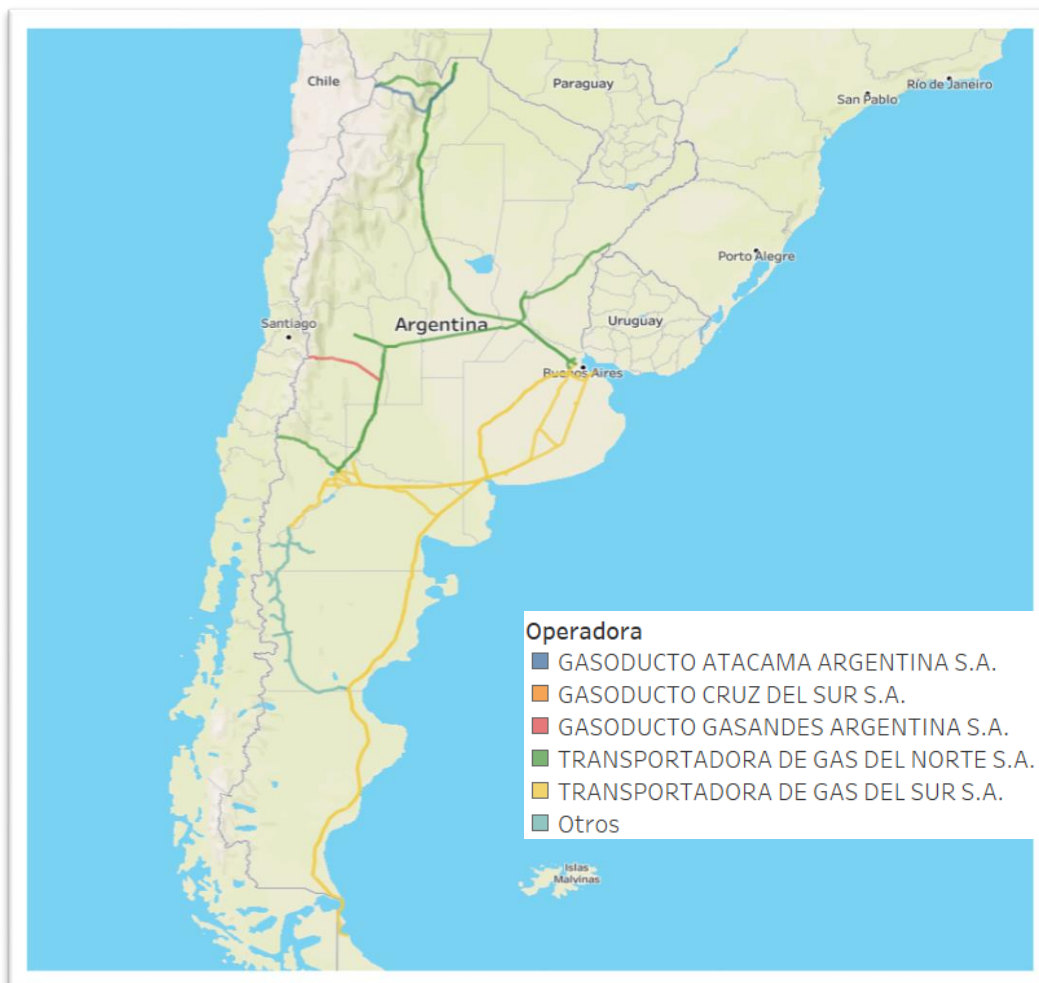 Chile
Paraguay
Río de Janeiro
San Pablo
Porto Alegre
Santiago
Argentina
Uruguay
Buenos Aires
Operadora
GASODUCTO ATACAMA ARGENTINA S.A.
GASODUCTO CRUZ DEL SUR S.A.
GASODUCTO GASANDES ARGENTINA S.A.
TRANSPORTADORA DE GAS DEL NORTE S.A.
TRANSPORTADORA DE GAS DEL SUR S.A.
Otros
Islas
Malvinas